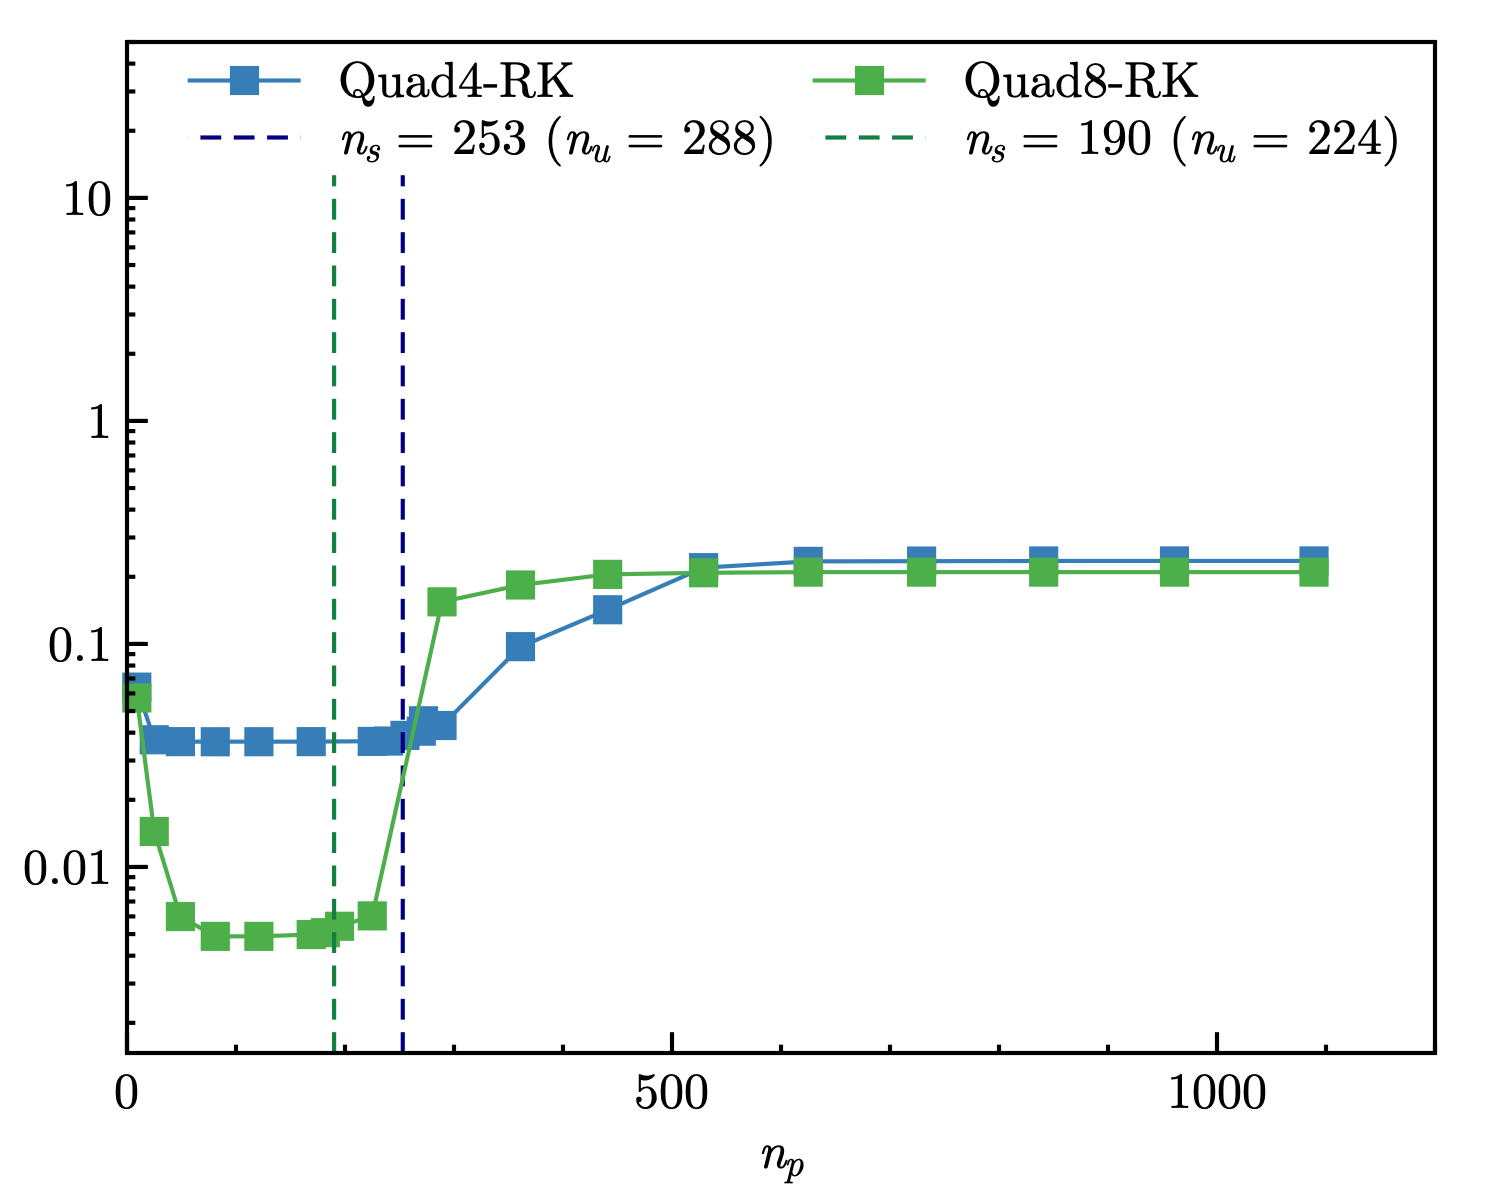 Quad4-RK
Quad8-RK
n_s = 253 (n_u = 288)
n_s = 190 (n_u = 224)
10
1
0.1
0.01
0
500
1000
n_p